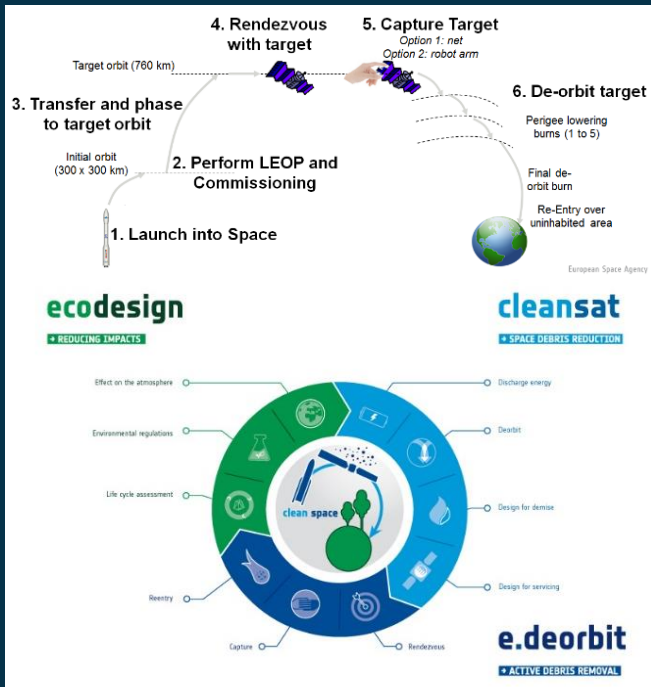 4. Rendezvous
with target
5. Capture Target
Option 1: net
Option 2: robot arm
Target orbit (760 km)
3. Transfer and phase
to target orbit
6. De-orbit target
Perigee lowering
burns (1 to 5)
Initial orbit
(300 x 300 km)
2. Perform LEOP and
Commissioning
Final de-
orbit burn
Re-Entry over
uninhabited area
1. Launch into Space
European Space Agency
ecodesign
→ REDUCING IMPACTS
cleansat
→ SPACE DEBRIS REDUCTION
Effect on the atmosphere
Discharge energy
Environmental regulations
Deorbit
Life cycle assessment
Design for demise
clean space
Reentry
Design for servicing
Capture
Rendezvous
e.deorbit
→ ACTIVE DEBRIS REMOVAL